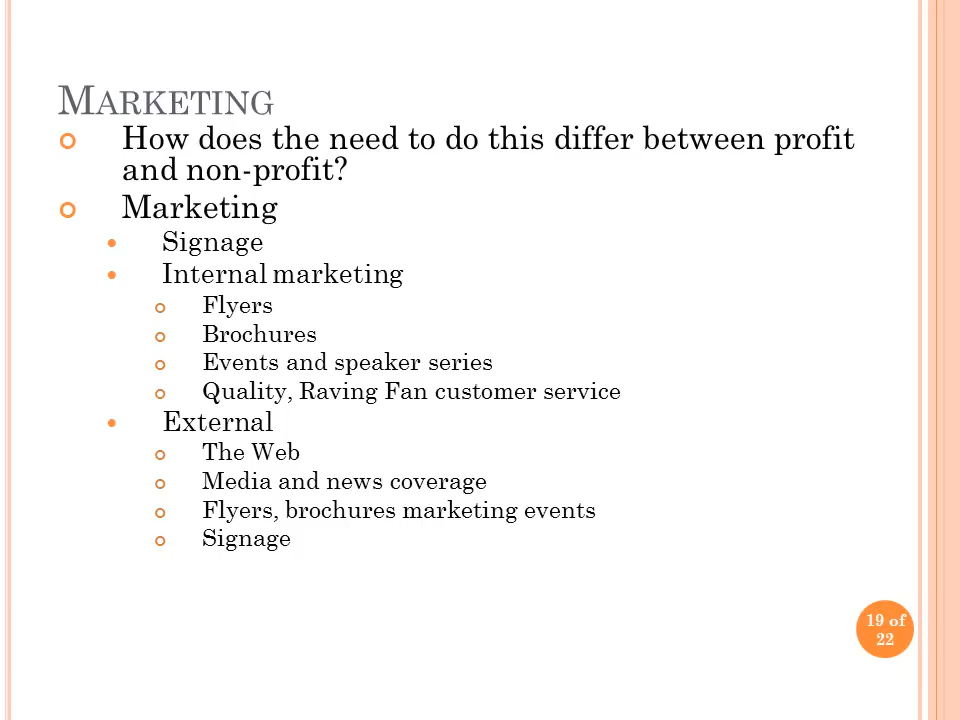 MARKETING
How does the need to do this differ between profit
and non-profit?
Marketing
Signage
Internal marketing
Flyers
Brochures
Events and speaker series
Quality, Raving Fan customer service
External
The Web
Media and news coverage
Flyers, brochures marketing events
Signage
19 of
22